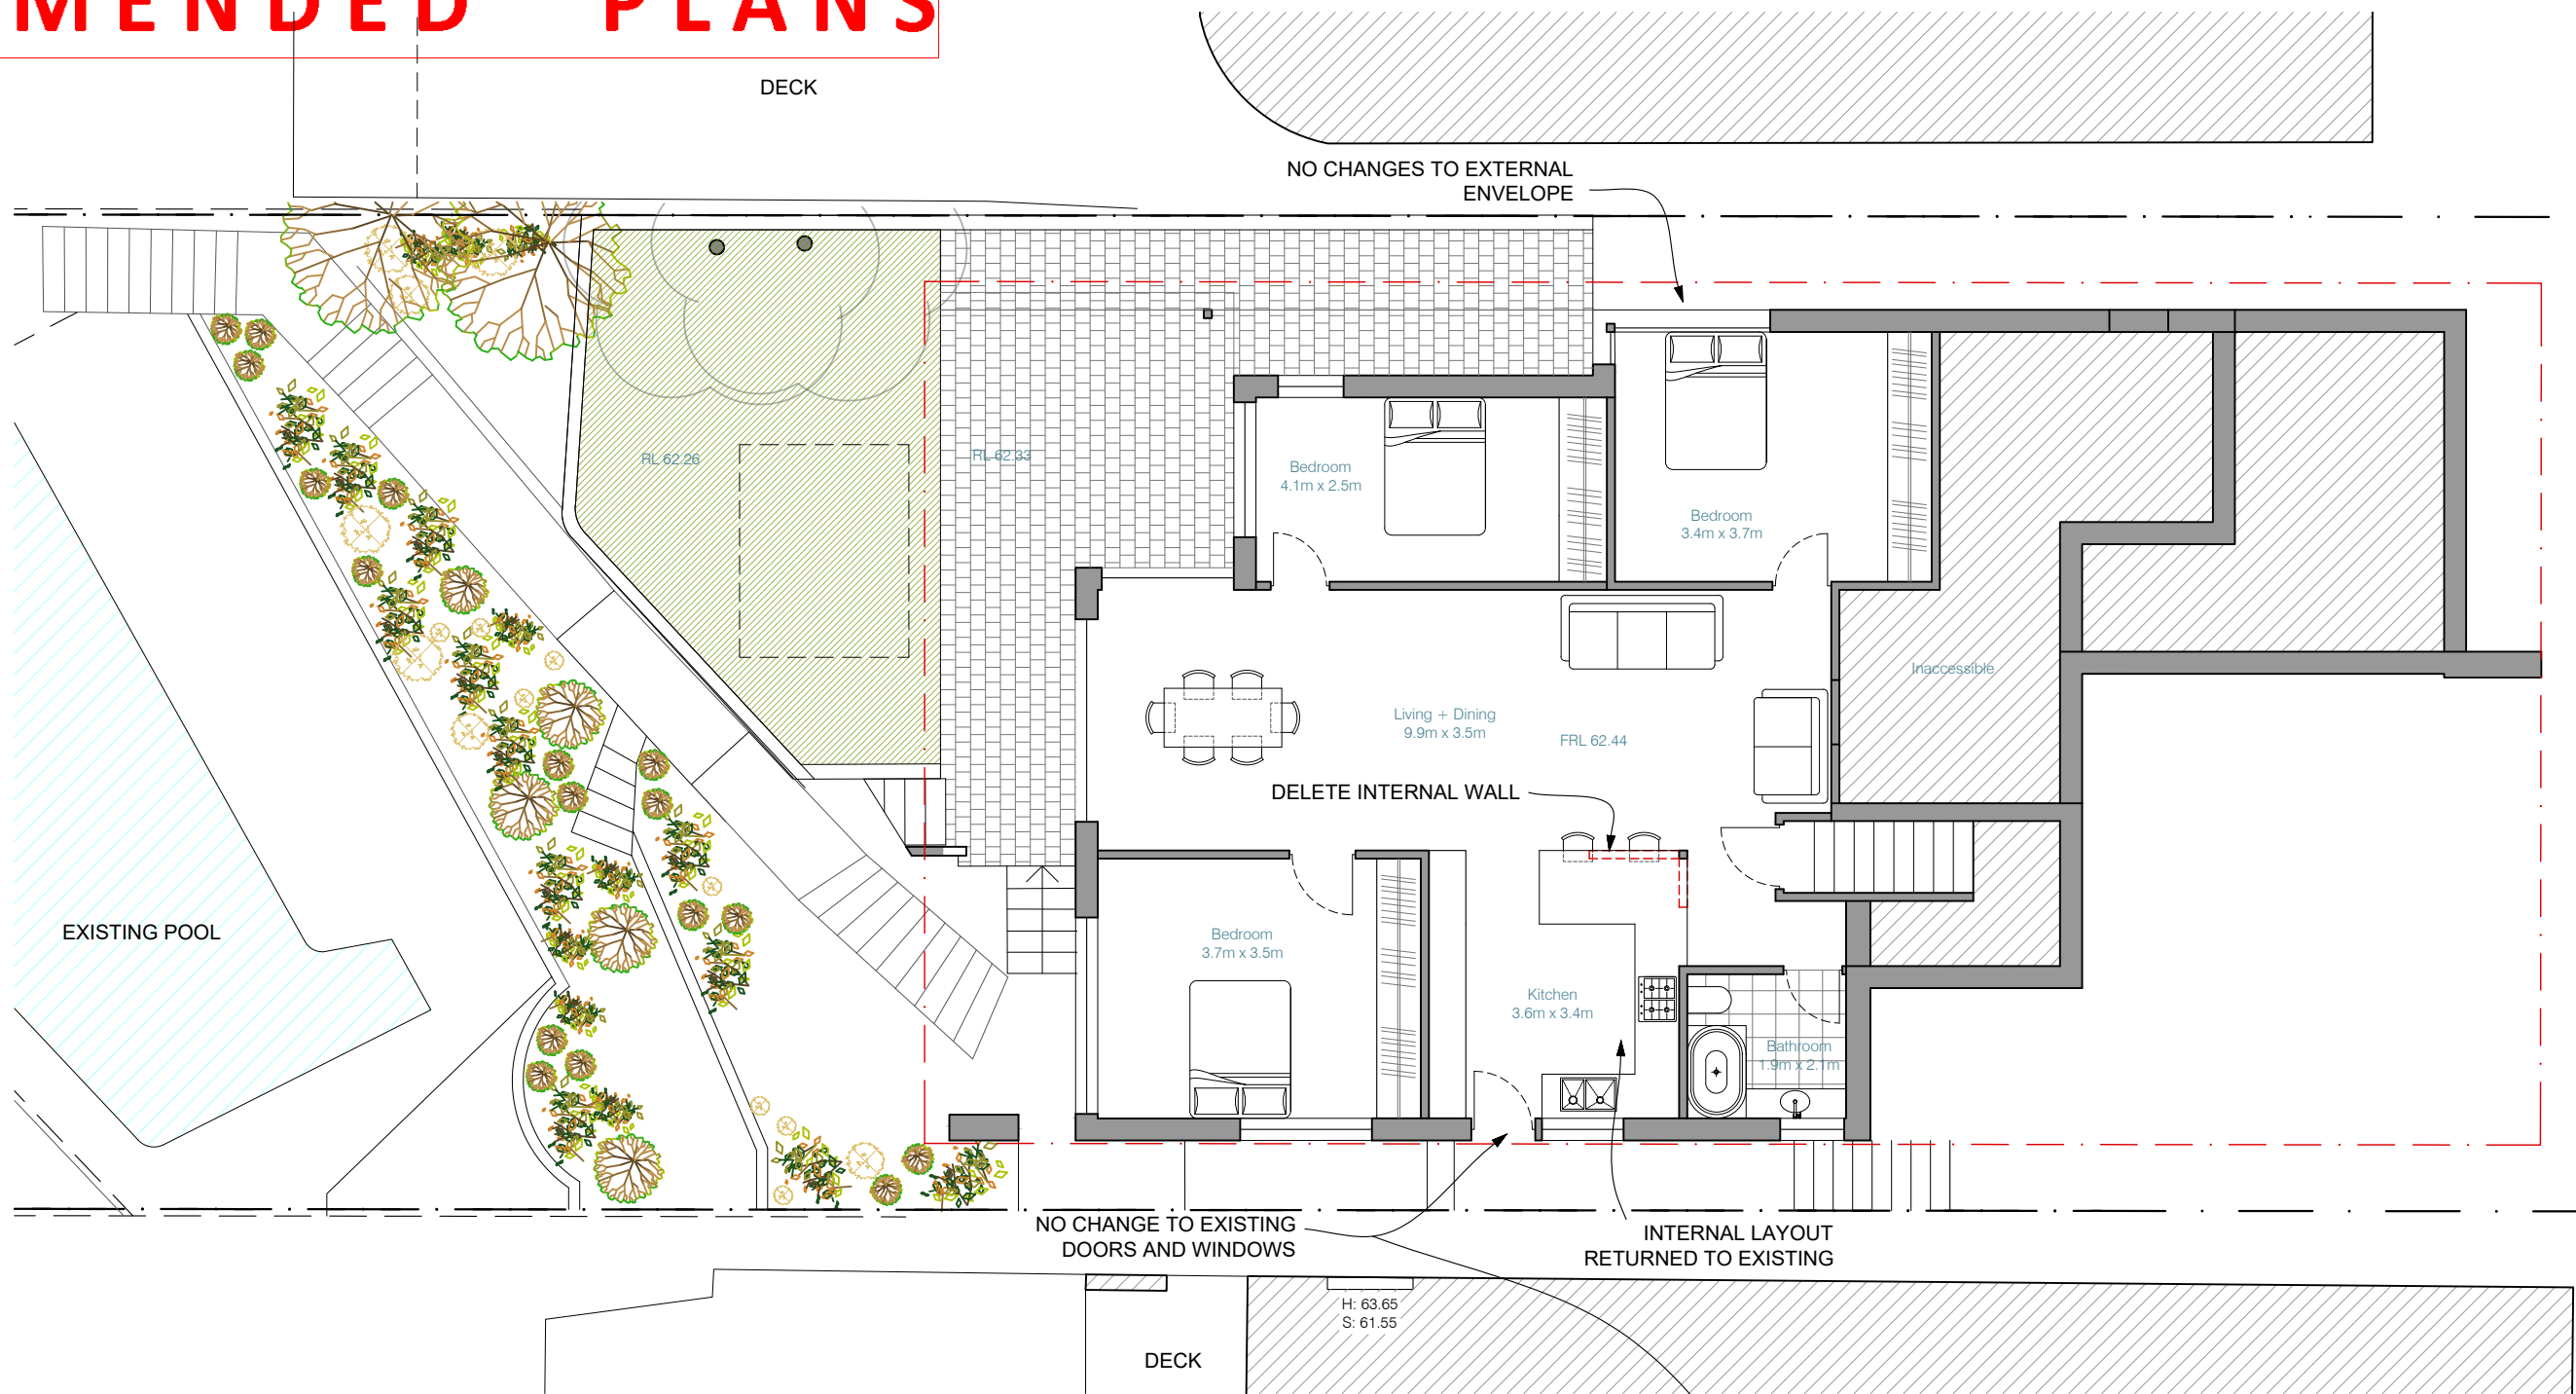 MENDED PLANS
DECK
NO CHANGES TO EXTERNAL
ENVELOPE
RL 62.26
RL 62.33
Bedroom
4.1m x 2.5m
Bedroom
3.4m x 3.7m
Inaccessible
Living + Dining
9.9m x 3.5m
FRL 62.44
DELETE INTERNAL WALL
EXISTING POOL
Bedroom
3.7m x 3.5m
Kitchen
3.6m x 3.4m
Bathroom
1.9m x 2.1m
NO CHANGE TO EXISTING
DOORS AND WINDOWS
INTERNAL LAYOUT
RETURNED TO EXISTING
H: 63.65
S: 61.55
DECK